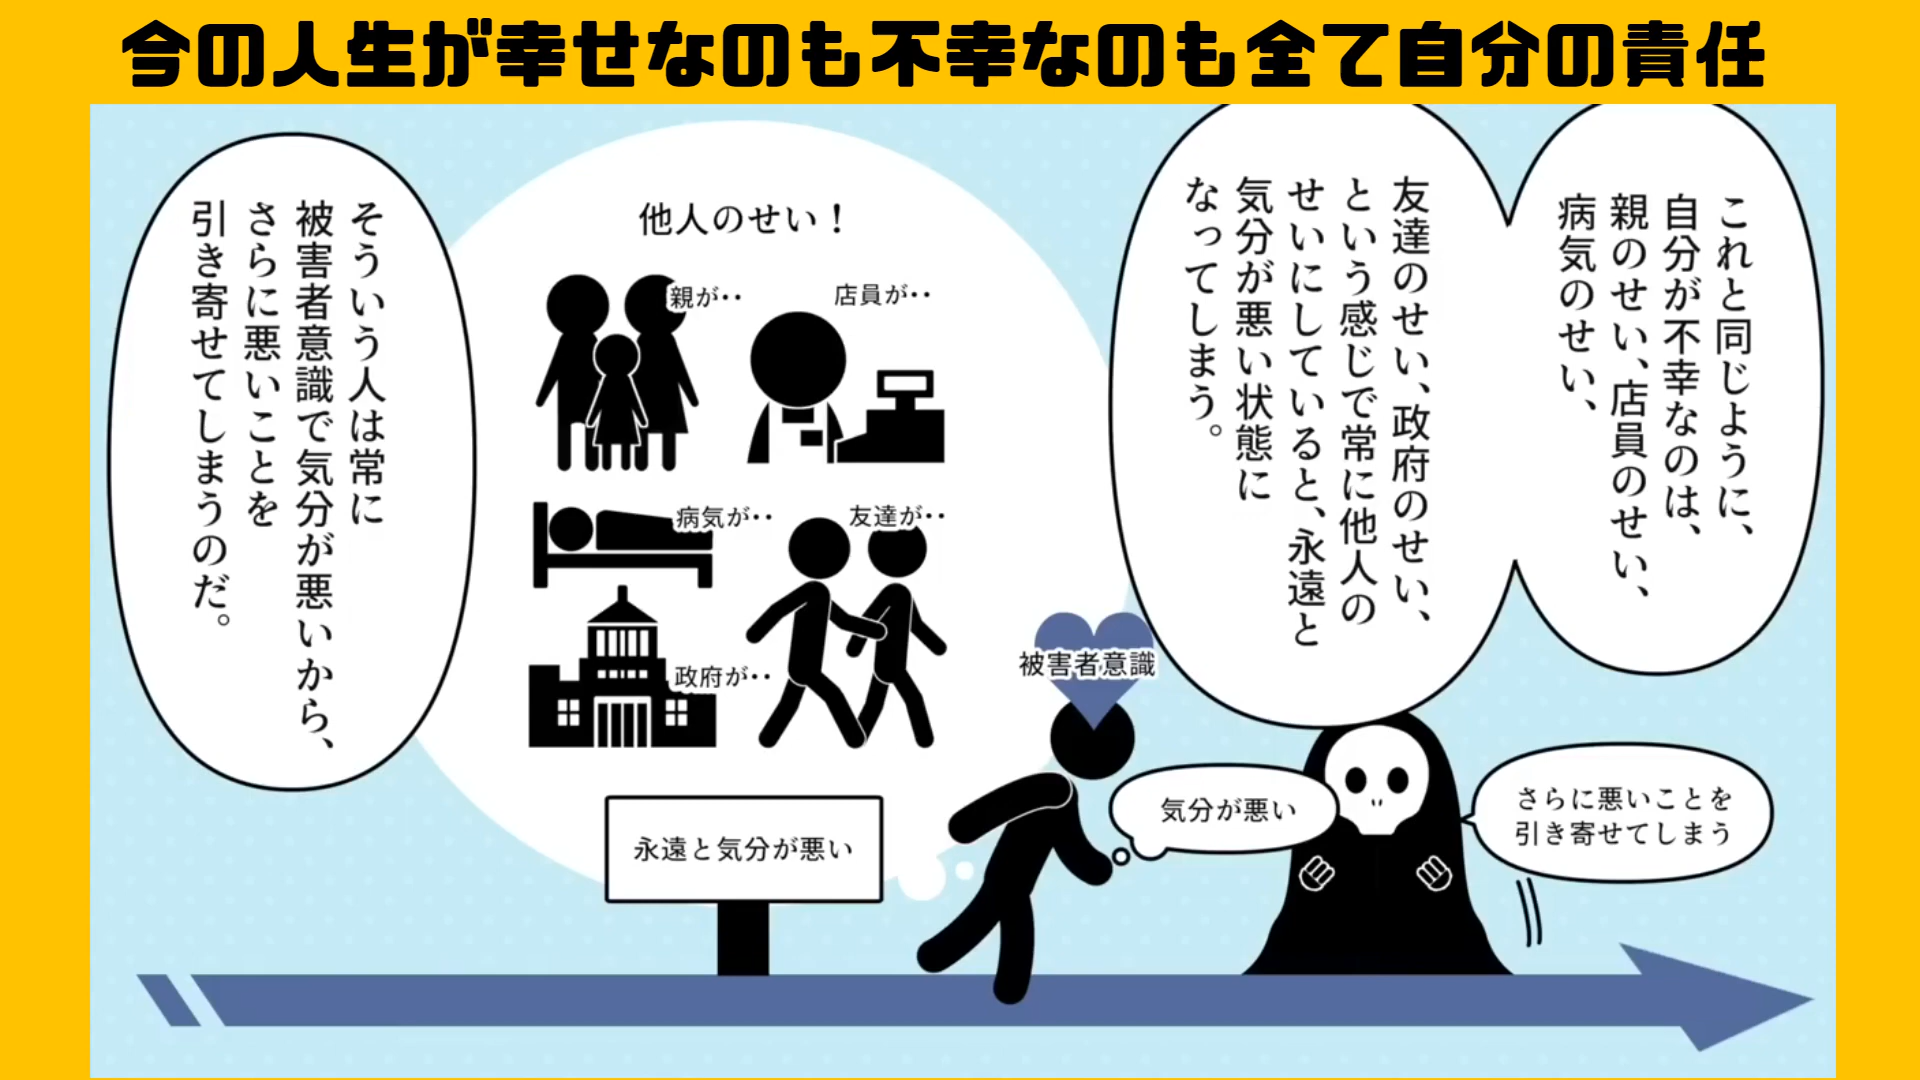 今の人生が幸せなのも不幸なのも全て自分の責任
これと同じように、
自分が不幸なのは、
親のせい、店員のせい、
病気のせい、
友達のせい、政府のせい、
という感じで常に他人の
せいにしていると、永遠と
気分が悪い状態に
なってしまう。
他人のせい！
親が‥
店員が‥
病気が‥
友達が‥
政府が‥
被害者意識
気分が悪い
さらに悪いことを
引き寄せてしまう
永遠と気分が悪い
そういう人は常に
被害者意識で気分が悪いから、
さらに悪いことを
引き寄せてしまうのだ。